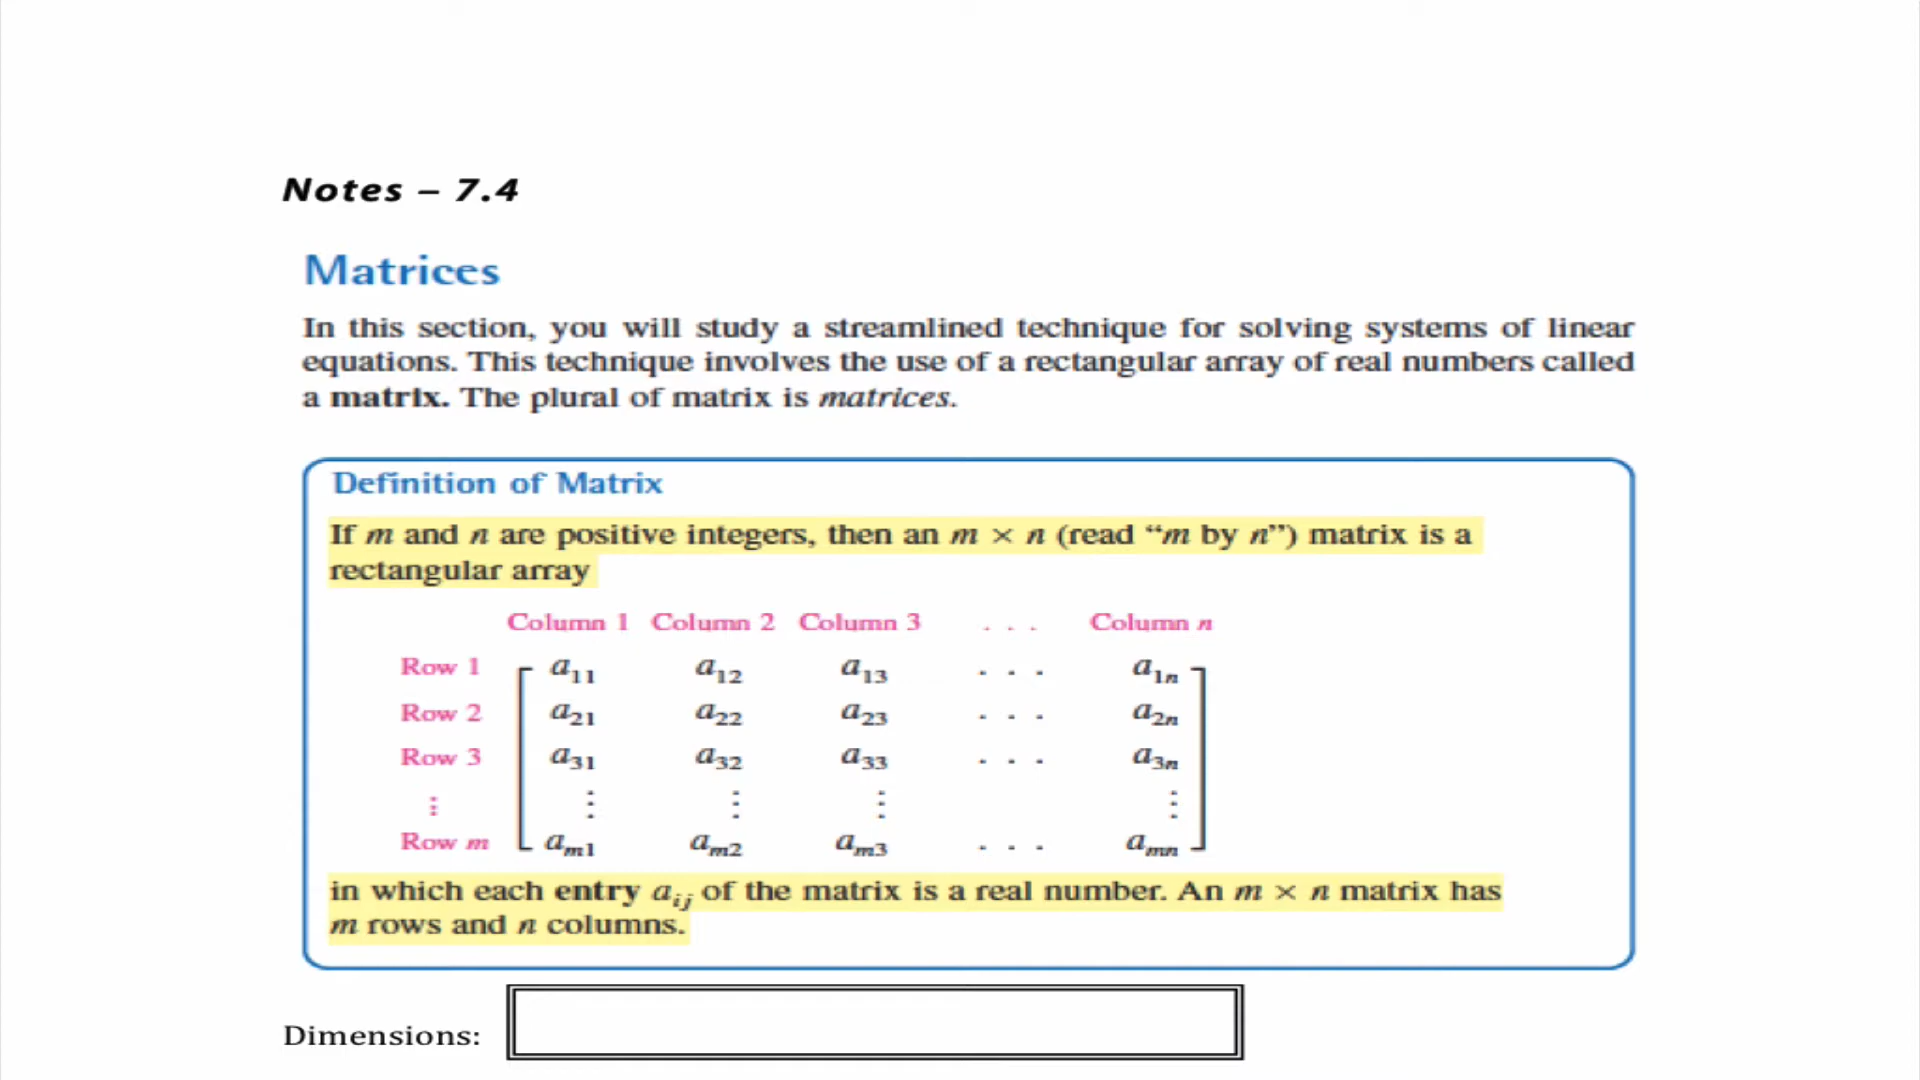 Notes – 7.4
Matrices
In this section, you will study a streamlined technique for solving systems of linear
equations. This technique involves the use of a rectangular array of real numbers called
a matrix. The plural of matrix is matrices.
Definition of Matrix
If m and n are positive integers, then an m × n (read “m by n”) matrix is a
rectangular array
Column 1 Column 2 Column 3 . . . Column n
Row 1 a11 a12 a13 . . . a1n
Row 2 a21 a22 a23 . . . a2n
Row 3 a31 a32 a33 . . . a3n
⋮ ⋮ ⋮ ⋮ ⋮
Row m am1 am2 am3 . . . amn
in which each entry aij of the matrix is a real number. An m × n matrix has
m rows and n columns.
Dimensions: